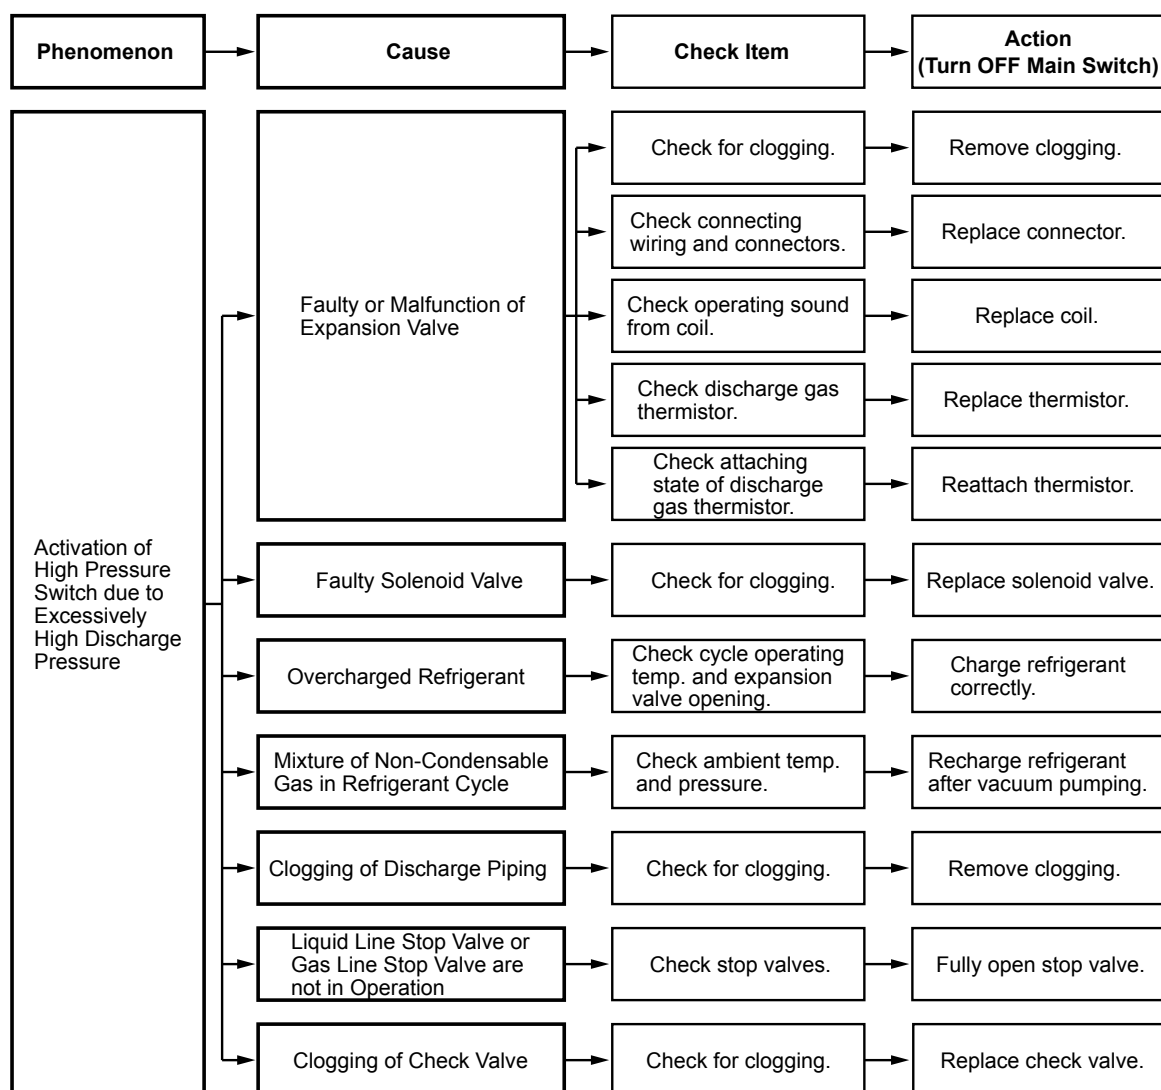 Phenomenon
Cause
Check Item
Action
(Turn OFF Main Switch)
Activation of
High Pressure
Switch due to
Excessively
High Discharge
Pressure
Faulty or Malfunction of
Expansion Valve
Check for clogging.
Remove clogging.
Check connecting
wiring and connectors.
Replace connector.
Check operating sound
from coil.
Replace coil.
Check discharge gas
thermistor.
Replace thermistor.
Check attaching
state of discharge
gas thermistor.
Reattach thermistor.
Faulty Solenoid Valve
Check for clogging.
Replace solenoid valve.
Overcharged Refrigerant
Check cycle operating
temp. and expansion
valve opening.
Charge refrigerant
correctly.
Mixture of Non-Condensable
Gas in Refrigerant Cycle
Check ambient temp.
and pressure.
Recharge refrigerant
after vacuum pumping.
Clogging of Discharge Piping
Check for clogging.
Remove clogging.
Liquid Line Stop Valve or
Gas Line Stop Valve are
not in Operation
Check stop valves.
Fully open stop valve.
Clogging of Check Valve
Check for clogging.
Replace check valve.